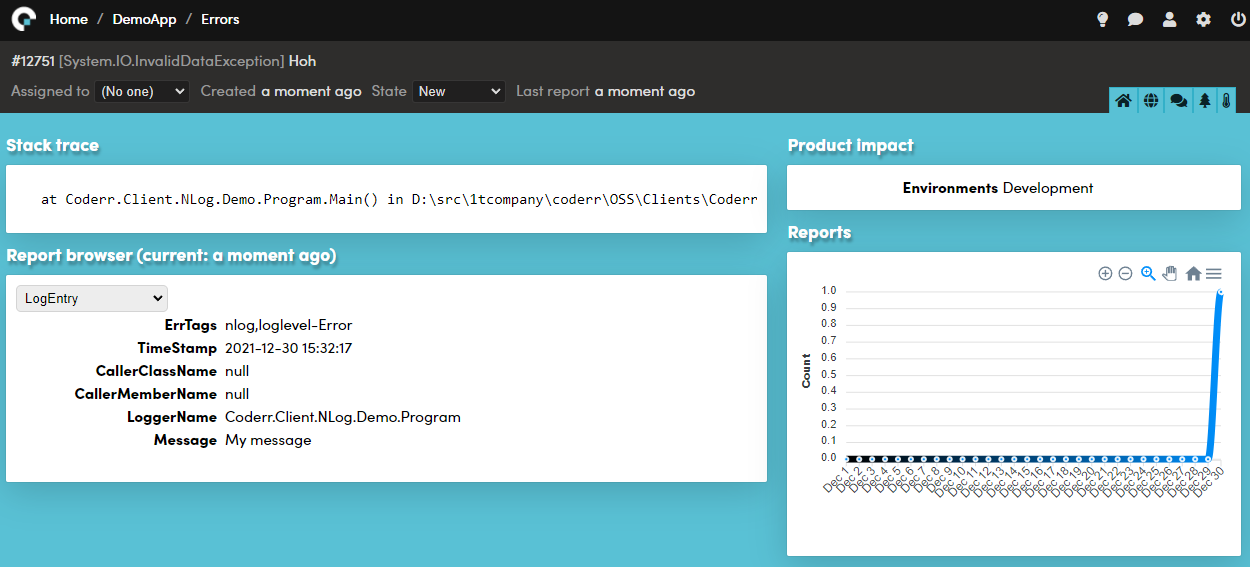 Home / DemoApp / Errors
#12751 [System.IO.InvalidDataException] Hoh
Assigned to (No one) Created a moment ago State New Last report a moment ago
Stack trace
at Coderr.Client.NLog.Demo.Program.Main() in D:\src\1tcompany\coderr\OSS\Clients\Coderr
Report browser (current: a moment ago)
LogEntry
ErrTags nlog,loglevel-Error
TimeStamp 2021-12-30 15:32:17
CallerClassName null
CallerMemberName null
LoggerName Coderr.Client.NLog.Demo.Program
Message My message
Product impact
Environments Development
Reports
Count
1.0
0.9
0.8
0.7
0.6
0.5
0.4
0.3
0.2
0.1
0.0
Dec 1 Dec 2 Dec 3 Dec 4 Dec 5 Dec 6 Dec 7 Dec 8 Dec 9 Dec 10 Dec 11 Dec 12 Dec 13 Dec 14 Dec 15 Dec 16 Dec 17 Dec 18 Dec 19 Dec 20 Dec 21 Dec 22 Dec 23 Dec 24 Dec 25 Dec 26 Dec 27 Dec 28 Dec 29 Dec 30